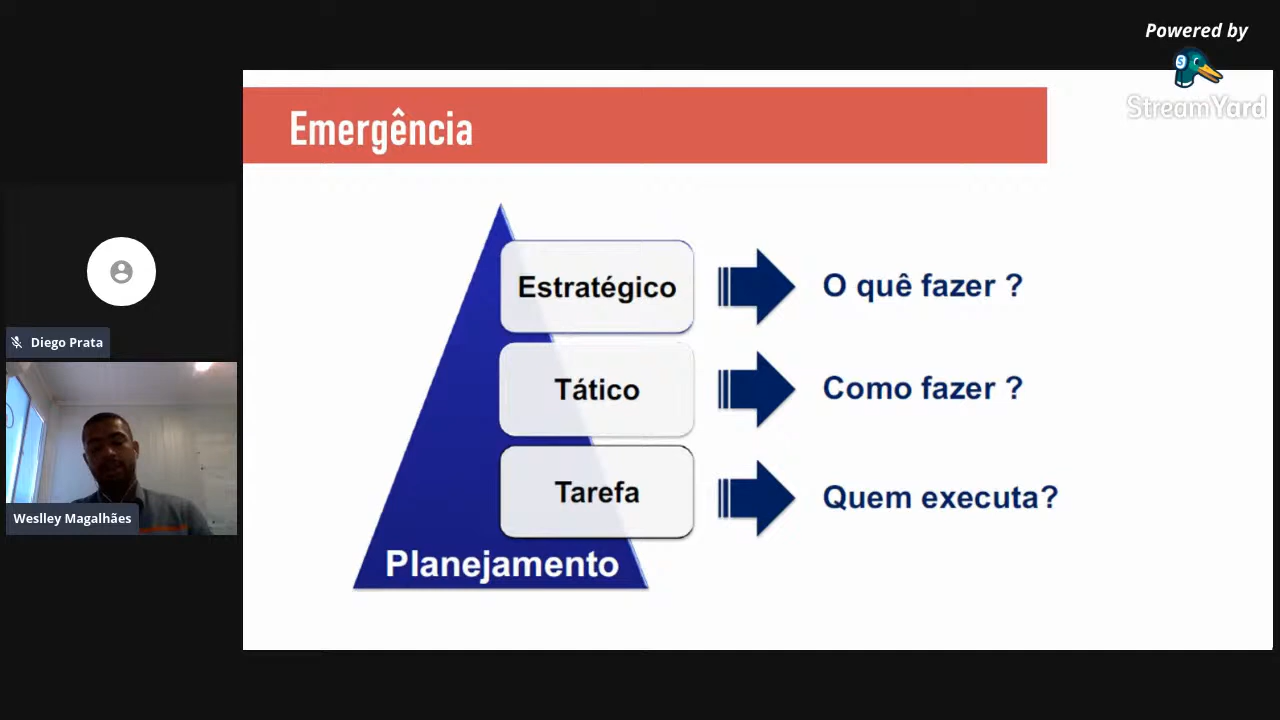 Powered by
StreamYard
Emergência
Estratégico
O quê fazer ?
Tático
Como fazer ?
Tarefa
Quem executa?
Planejamento
Diego Prata
Weslley Magalhães